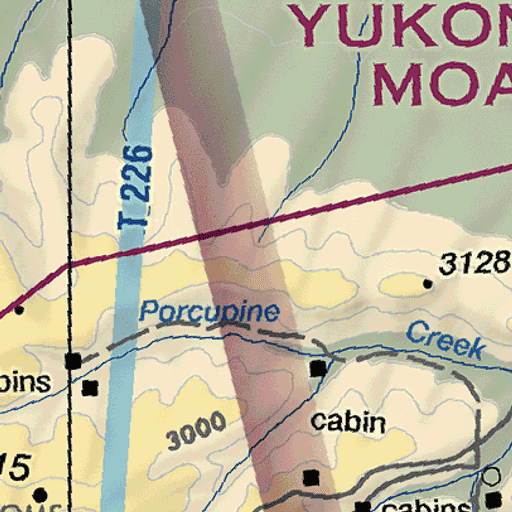 YUKON
MOA
T 226
3128
Porcupine
Creek
bins
cabin
3000
15
cabins